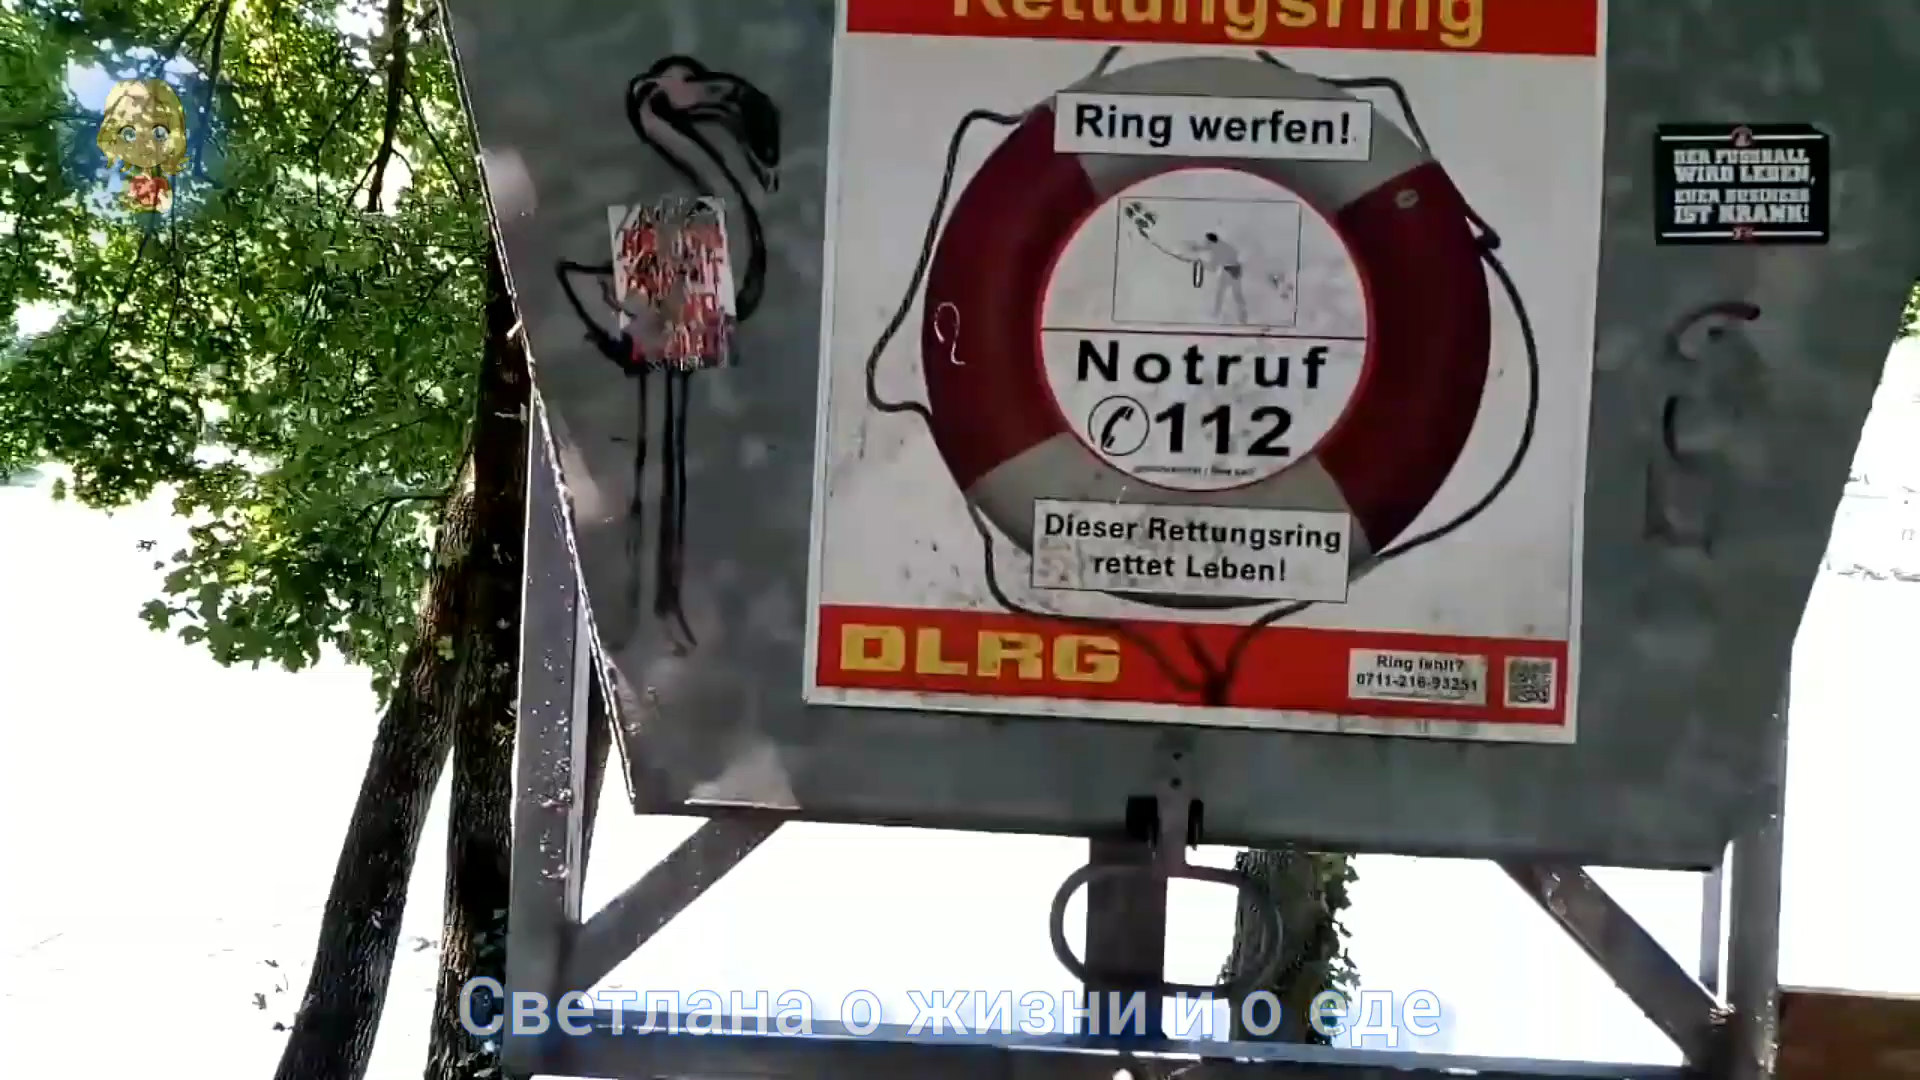 Rettungsring
Ring werfen!
Notruf
112
Dieser Rettungsring
rettet Leben!
DLRG
Ring fehlt?
0711-216-93251
DER FUSSBALL
WIRD LEBEN,
EUER BUSINESS
IST KRANK!
Светлана о жизни и о еде